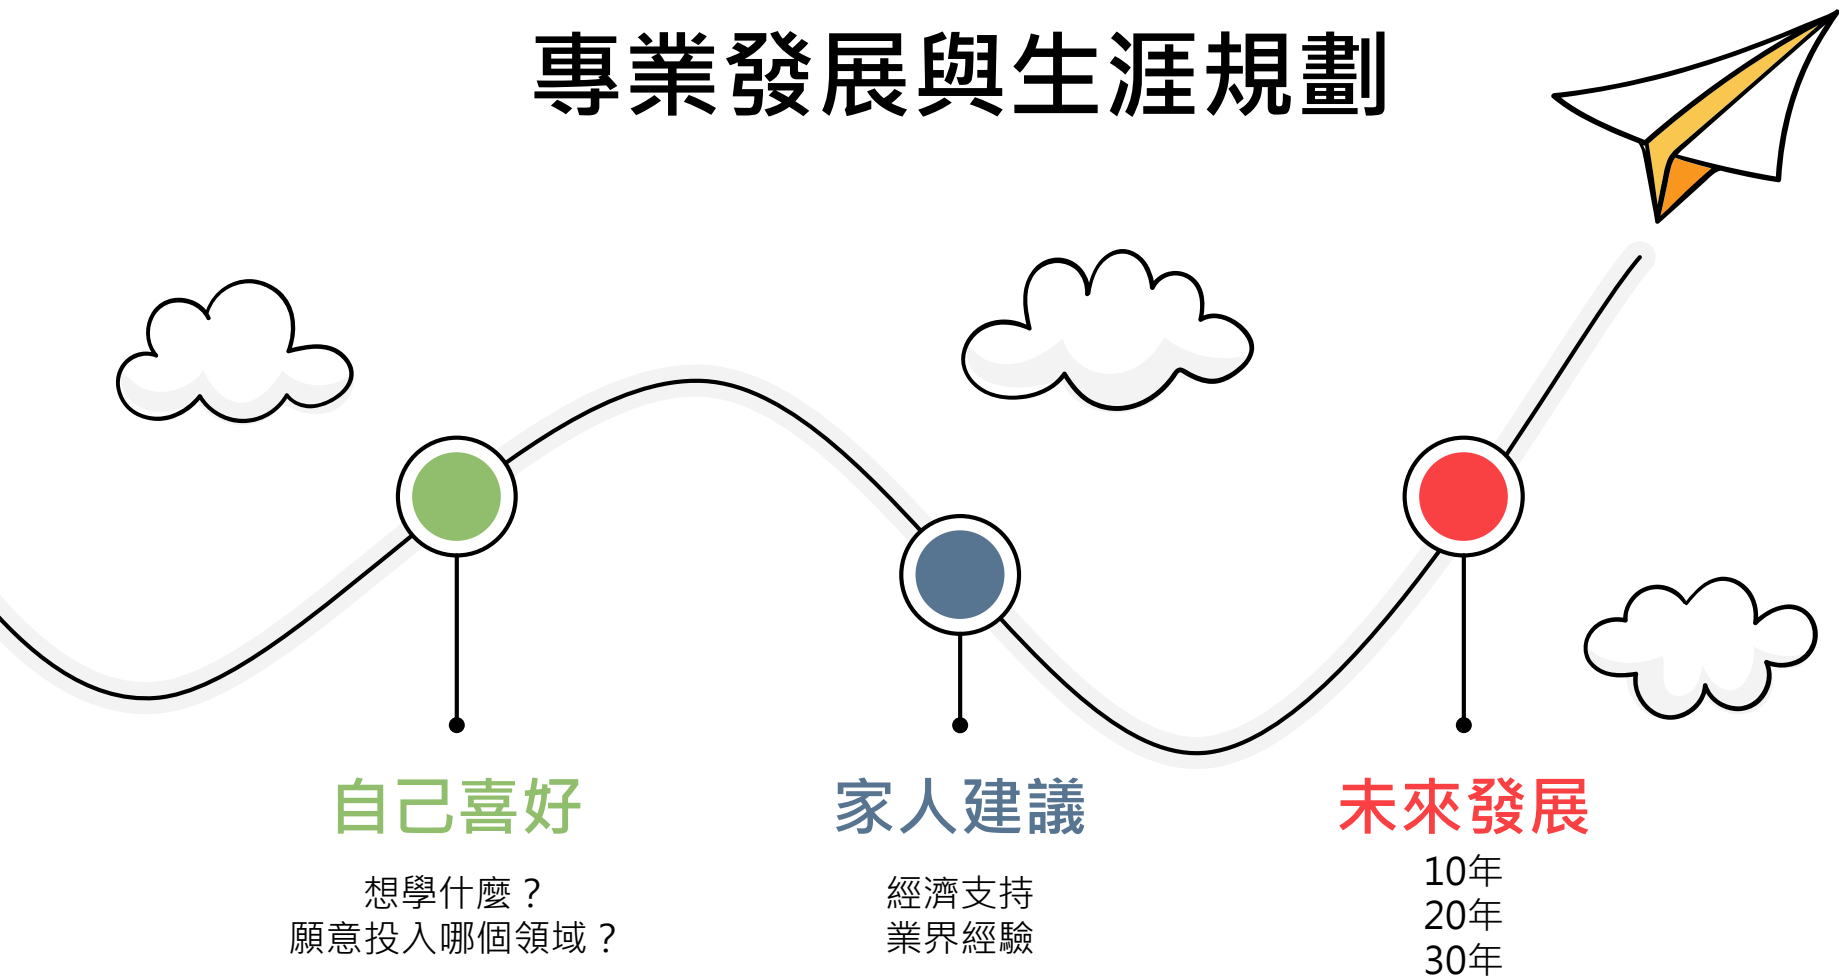 專業發展與生涯規劃
自己喜好
想學什麼？
願意投入哪個領域？
家人建議
經濟支持
業界經驗
未來發展
10年
20年
30年